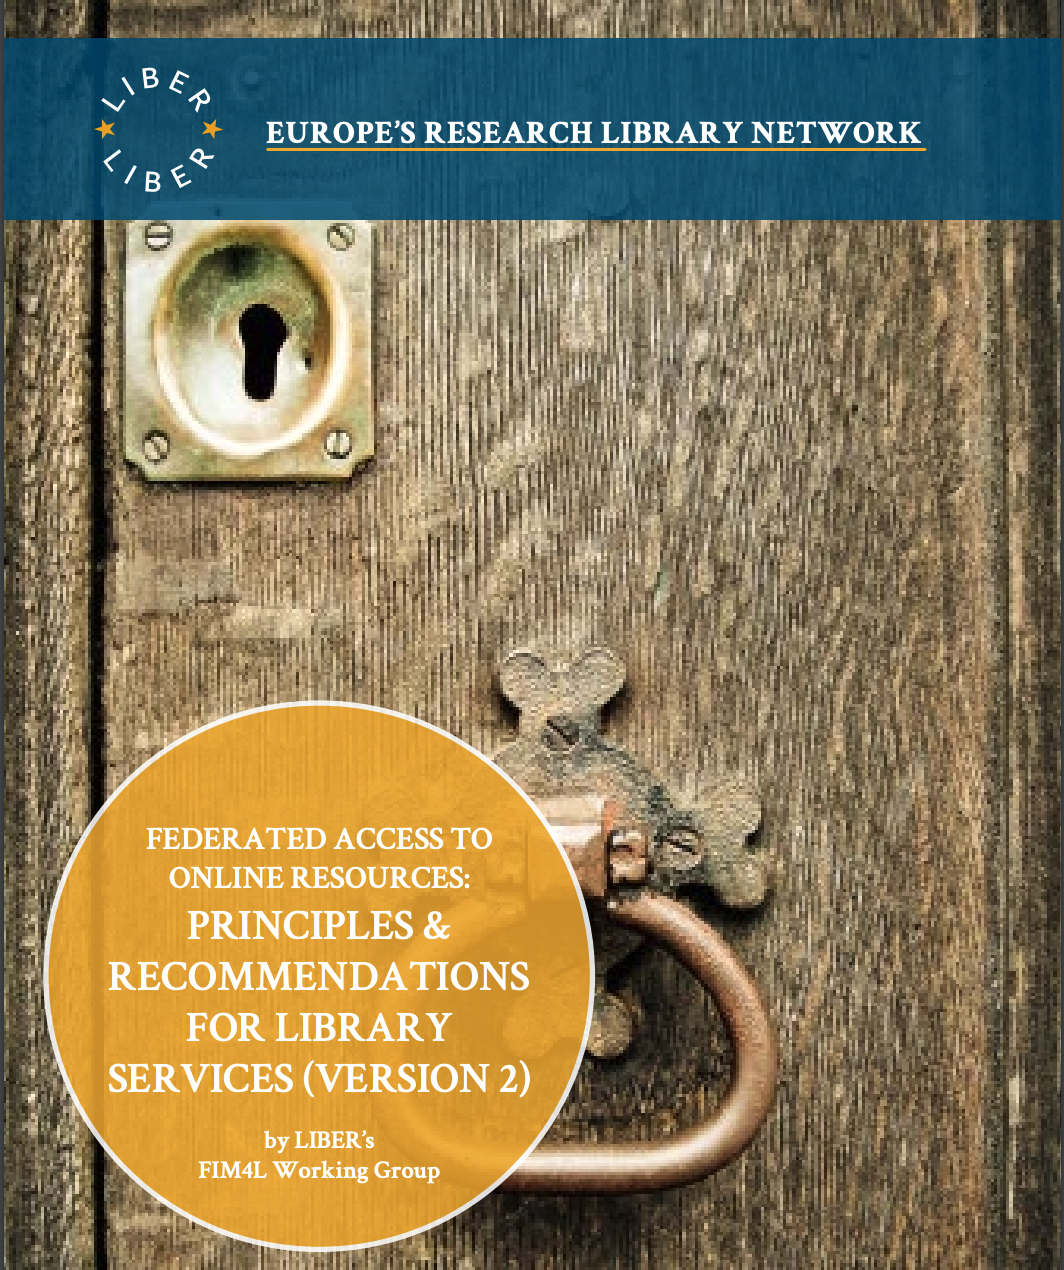 LIBER
LIBER
EUROPE’S RESEARCH LIBRARY NETWORK
FEDERATED ACCESS TO
ONLINE RESOURCES:
PRINCIPLES &
RECOMMENDATIONS
FOR LIBRARY
SERVICES (VERSION 2)
by LIBER’s
FIM4L Working Group